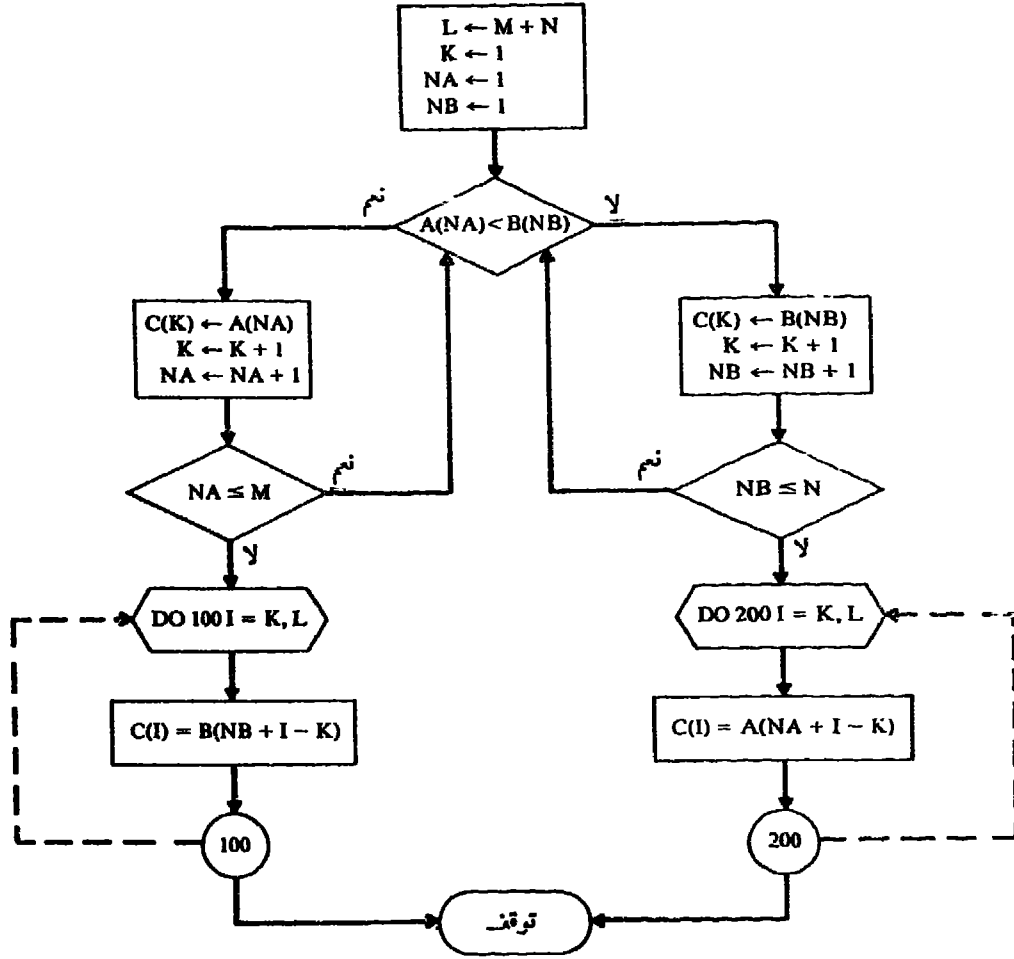 L ← M + N
K ← 1
NA ← 1
NB ← 1
A(NA) < B(NB)
نعم
لا
C(K) ← A(NA)
K ← K + 1
NA ← NA + 1
NA ≤ M
نعم
لا
DO 100 I = K, L
C(I) = B(NB + I − K)
100
C(K) ← B(NB)
K ← K + 1
NB ← NB + 1
NB ≤ N
نعم
لا
DO 200 I = K, L
C(I) = A(NA + I − K)
200
توقف